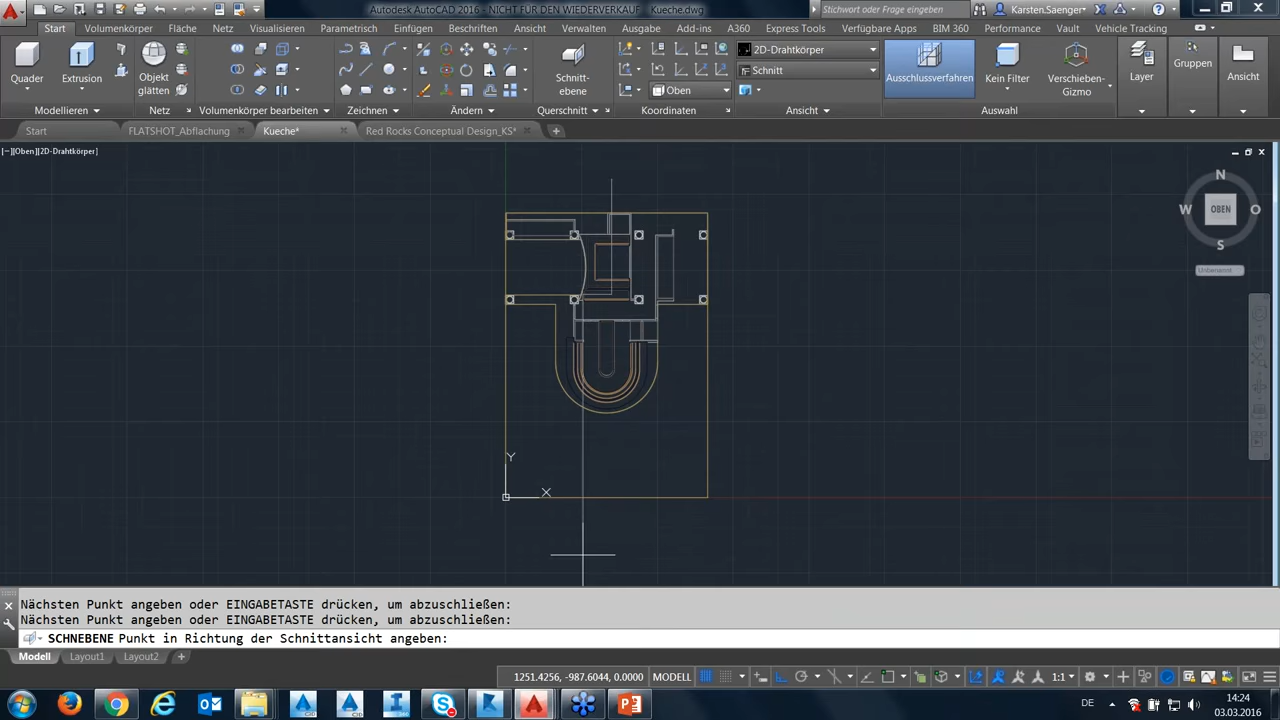 Autodesk AutoCAD 2016 - NICHT FÜR DEN WIEDERVERKAUF    Kueche.dwg
Stichwort oder Frage eingeben
Karsten.Saenger
Start
Volumenkörper
Fläche
Netz
Visualisieren
Parametrisch
Einfügen
Beschriften
Ansicht
Verwalten
Ausgabe
Add-ins
A360
Express Tools
Verfügbare Apps
BIM 360
Performance
Vault
Vehicle Tracking
Quader
Extrusion
Objekt
glätten
Schnitt-
ebene
2D-Drahtkörper
Schnitt
Oben
Ausschlussverfahren
Kein Filter
Verschieben-
Gizmo
Layer
Gruppen
Ansicht
Modellieren
Netz
Volumenkörper bearbeiten
Zeichnen
Ändern
Querschnitt
Koordinaten
Ansicht
Auswahl
Start
FLATSHOT_Abflachung
Kueche*
Red Rocks Conceptual Design_KS*
[−][Oben][2D-Drahtkörper]
N
W
OBEN
O
S
Unbenannt
Y
X
Nächsten Punkt angeben oder EINGABETASTE drücken, um abzuschließen:
Nächsten Punkt angeben oder EINGABETASTE drücken, um abzuschließen:
SCHNEBENE Punkt in Richtung der Schnittansicht angeben:
Modell
Layout1
Layout2
1251.4256, -987.6044, 0.0000
MODELL
1:1
DE
14:24
03.03.2016